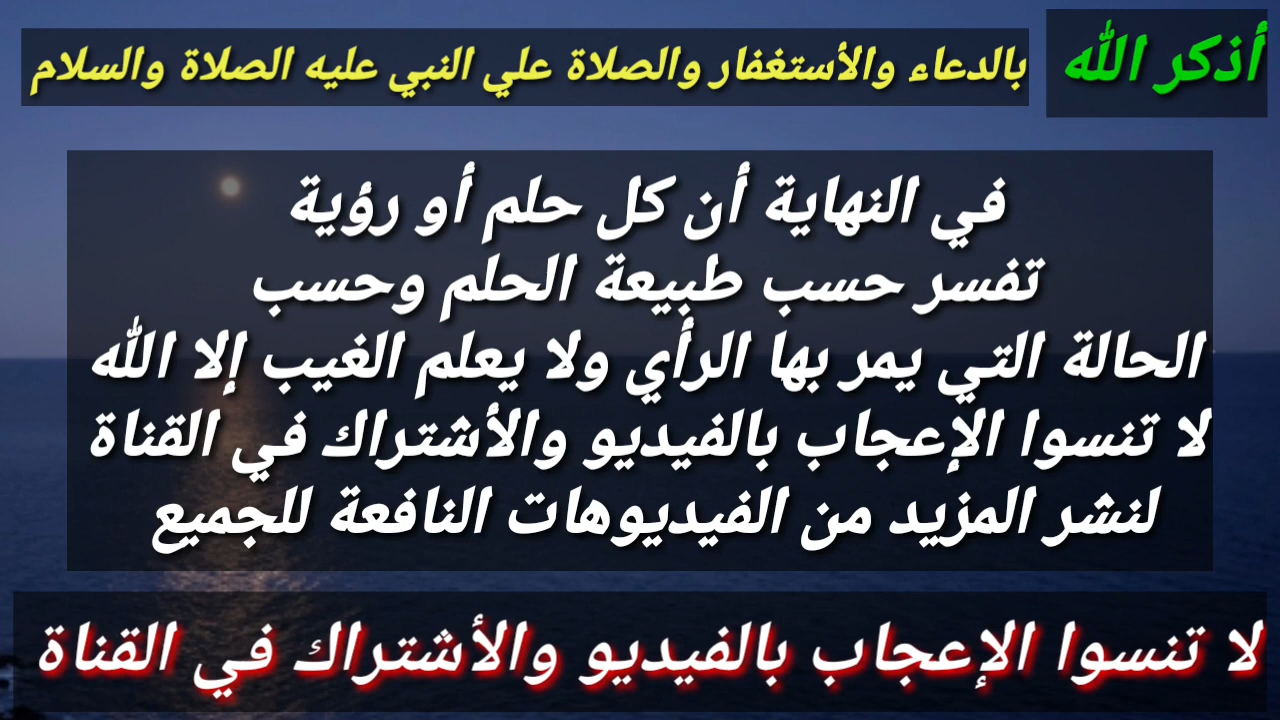 أذكر الله بالدعاء والأستغفار والصلاة علي النبي عليه الصلاة والسلام
في النهاية أن كل حلم أو رؤية
تفسر حسب طبيعة الحلم وحسب
الحالة التي يمر بها الرأي ولا يعلم الغيب إلا الله
لا تنسوا الإعجاب بالفيديو والأشتراك في القناة
لنشر المزيد من الفيديوهات النافعة للجميع
لا تنسوا الإعجاب بالفيديو والأشتراك في القناة